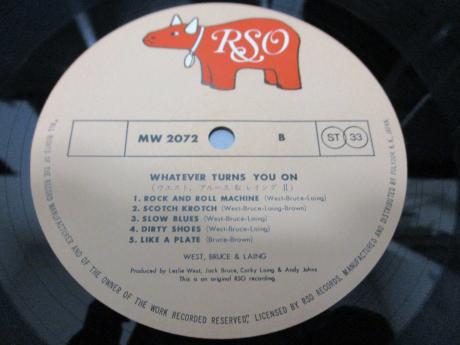 RSO
MW 2072 B ST 33
WHATEVER TURNS YOU ON
(ウエスト、ブルース & レイング II)
1. ROCK AND ROLL MACHINE (West-Bruce-Laing)
2. SCOTCH KROTCH (West-Bruce-Laing-Brown)
3. SLOW BLUES (West-Bruce-Laing)
4. DIRTY SHOES (West-Bruce-Laing)
5. LIKE A PLATE (Bruce-Brown)
WEST, BRUCE & LAING
Produced by Leslie West, Jack Bruce, Corky Laing & Andy Johns
This is an original RSO recording
"ALL RIGHTS OF THE RECORD MANUFACTURER AND OF THE OWNER OF THE WORK RECORDED RESERVED", LICENSED BY RSO RECORDS, MANUFACTURED AND DISTRIBUTED BY POLYDOR K.K., JAPAN